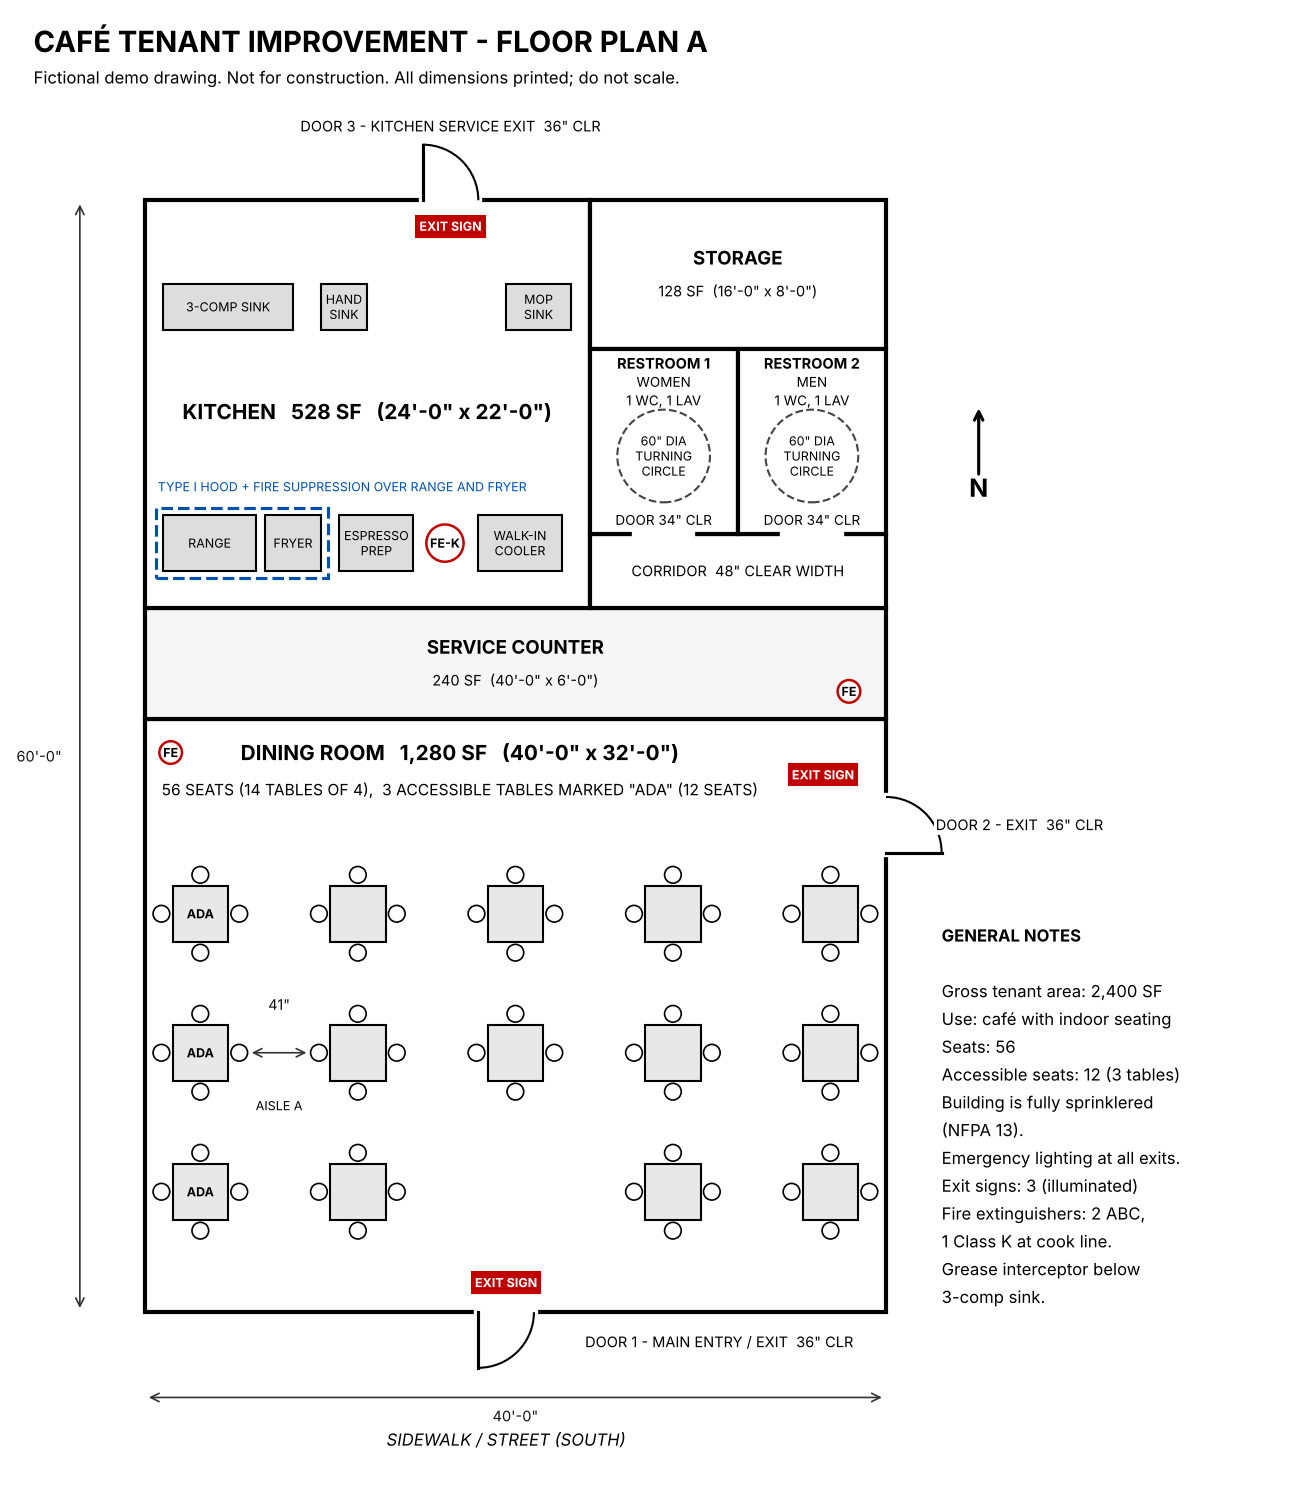 CAFÉ TENANT IMPROVEMENT - FLOOR PLAN A
Fictional demo drawing. Not for construction. All dimensions printed; do not scale.
DOOR 3 - KITCHEN SERVICE EXIT 36" CLR
EXIT SIGN
STORAGE
128 SF (16'-0" x 8'-0")
3-COMP SINK
HAND
SINK
MOP
SINK
KITCHEN 528 SF (24'-0" x 22'-0")
RESTROOM 1
WOMEN
1 WC, 1 LAV
60" DIA
TURNING
CIRCLE
DOOR 34" CLR
RESTROOM 2
MEN
1 WC, 1 LAV
60" DIA
TURNING
CIRCLE
DOOR 34" CLR
N
TYPE I HOOD + FIRE SUPPRESSION OVER RANGE AND FRYER
RANGE
FRYER
ESPRESSO
PREP
FE-K
WALK-IN
COOLER
CORRIDOR 48" CLEAR WIDTH
SERVICE COUNTER
240 SF (40'-0" x 6'-0")
FE
60'-0"
FE
DINING ROOM 1,280 SF (40'-0" x 32'-0")
EXIT SIGN
56 SEATS (14 TABLES OF 4), 3 ACCESSIBLE TABLES MARKED "ADA" (12 SEATS)
DOOR 2 - EXIT 36" CLR
ADA
41"
ADA
AISLE A
ADA
EXIT SIGN
DOOR 1 - MAIN ENTRY / EXIT 36" CLR
40'-0"
SIDEWALK / STREET (SOUTH)
GENERAL NOTES
Gross tenant area: 2,400 SF
Use: café with indoor seating
Seats: 56
Accessible seats: 12 (3 tables)
Building is fully sprinklered
(NFPA 13).
Emergency lighting at all exits.
Exit signs: 3 (illuminated)
Fire extinguishers: 2 ABC,
1 Class K at cook line.
Grease interceptor below
3-comp sink.